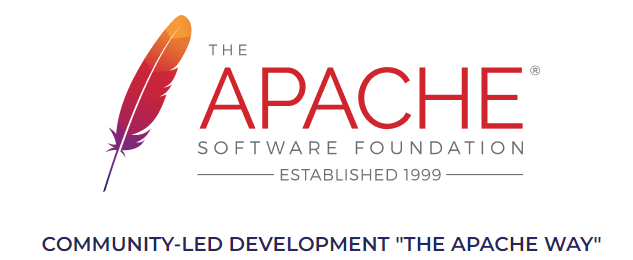 THE
APACHE®
SOFTWARE FOUNDATION
ESTABLISHED 1999
COMMUNITY-LED DEVELOPMENT "THE APACHE WAY"